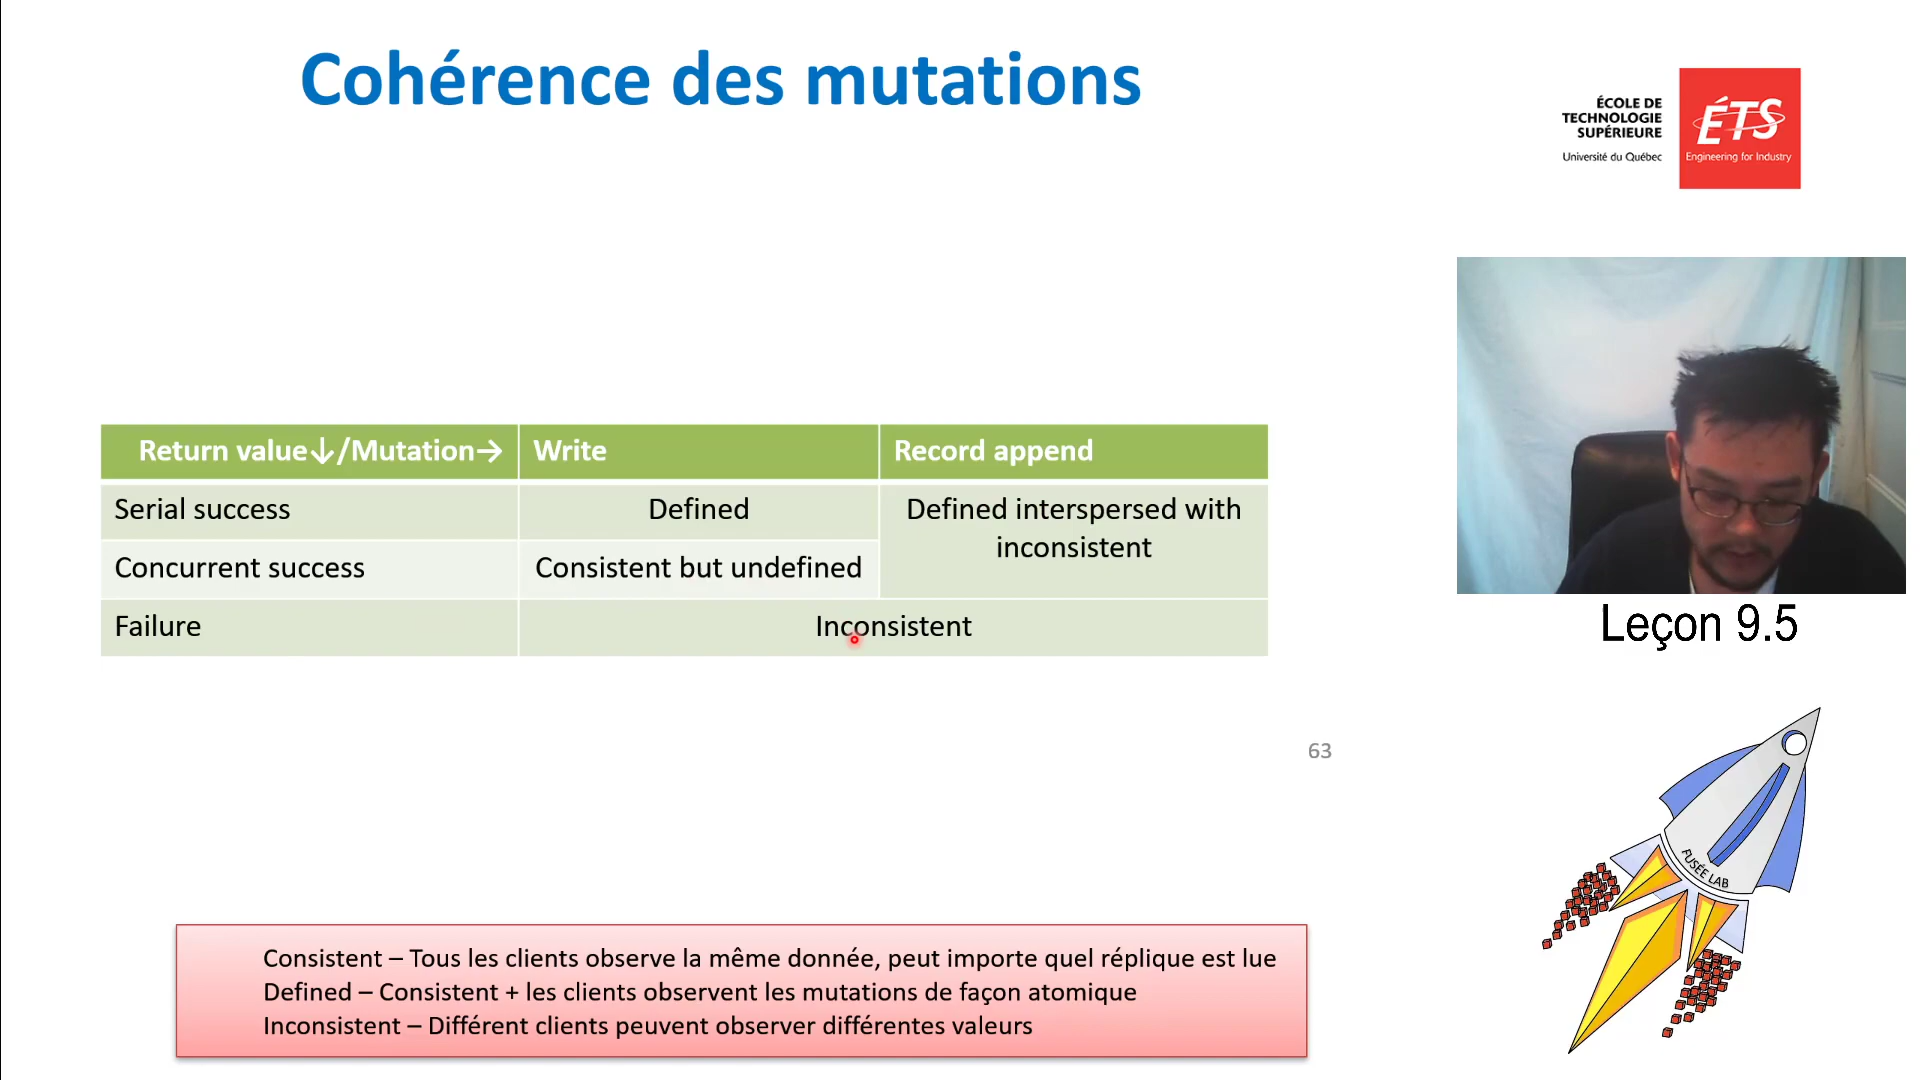 Cohérence des mutations
ÉCOLE DE
TECHNOLOGIE
SUPÉRIEURE
Université du Québec
ÉTS
Engineering for Industry
Return value↓/Mutation→ Write Record append
Serial success Defined Defined interspersed with
inconsistent
Concurrent success Consistent but undefined
Failure Inconsistent
Leçon 9.5
63
FUSÉE LAB
Consistent – Tous les clients observe la même donnée, peut importe quel réplique est lue
Defined – Consistent + les clients observent les mutations de façon atomique
Inconsistent – Différent clients peuvent observer différentes valeurs